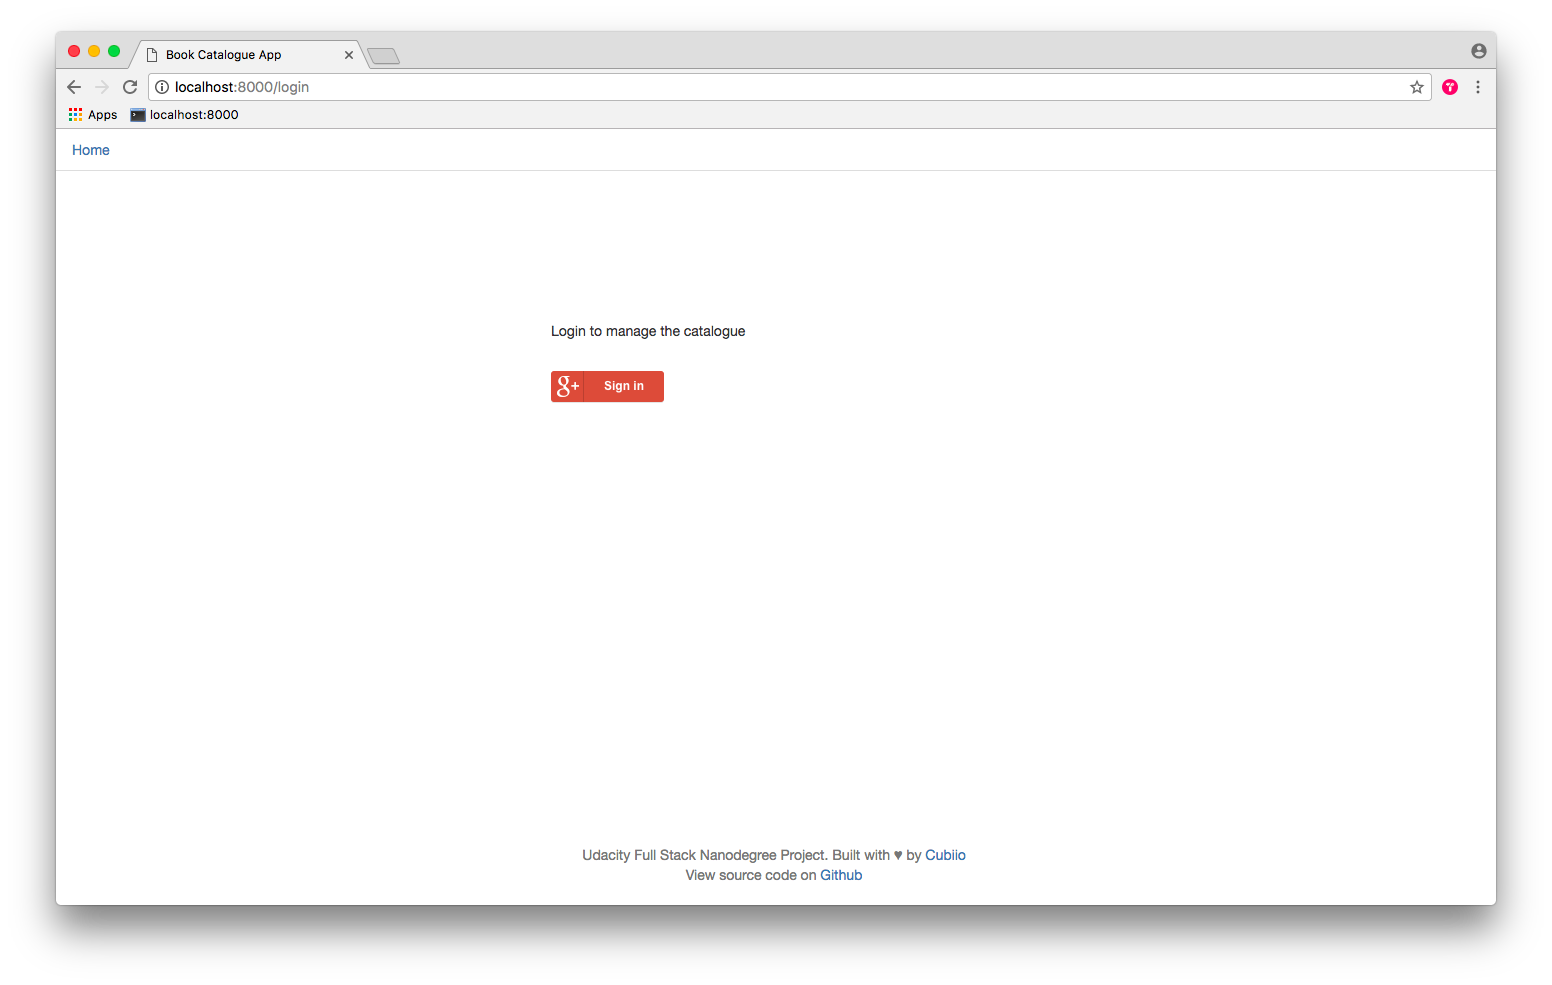 Book Catalogue App
localhost:8000/login
Apps localhost:8000
Home
Login to manage the catalogue
g+ Sign in
Udacity Full Stack Nanodegree Project. Built with ♥ by Cubiio
View source code on Github